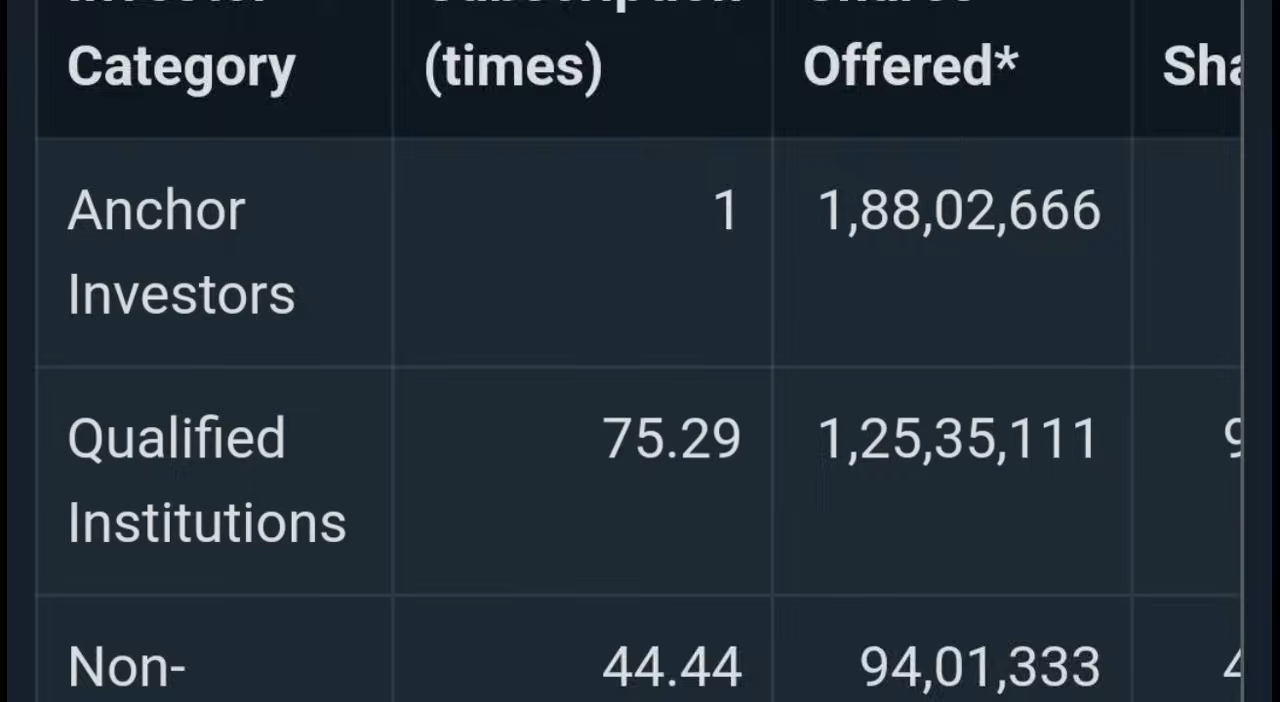 Category (times) Offered*
Anchor 1 1,88,02,666
Investors
Qualified 75.29 1,25,35,111
Institutions
Non- 44.44 94,01,333